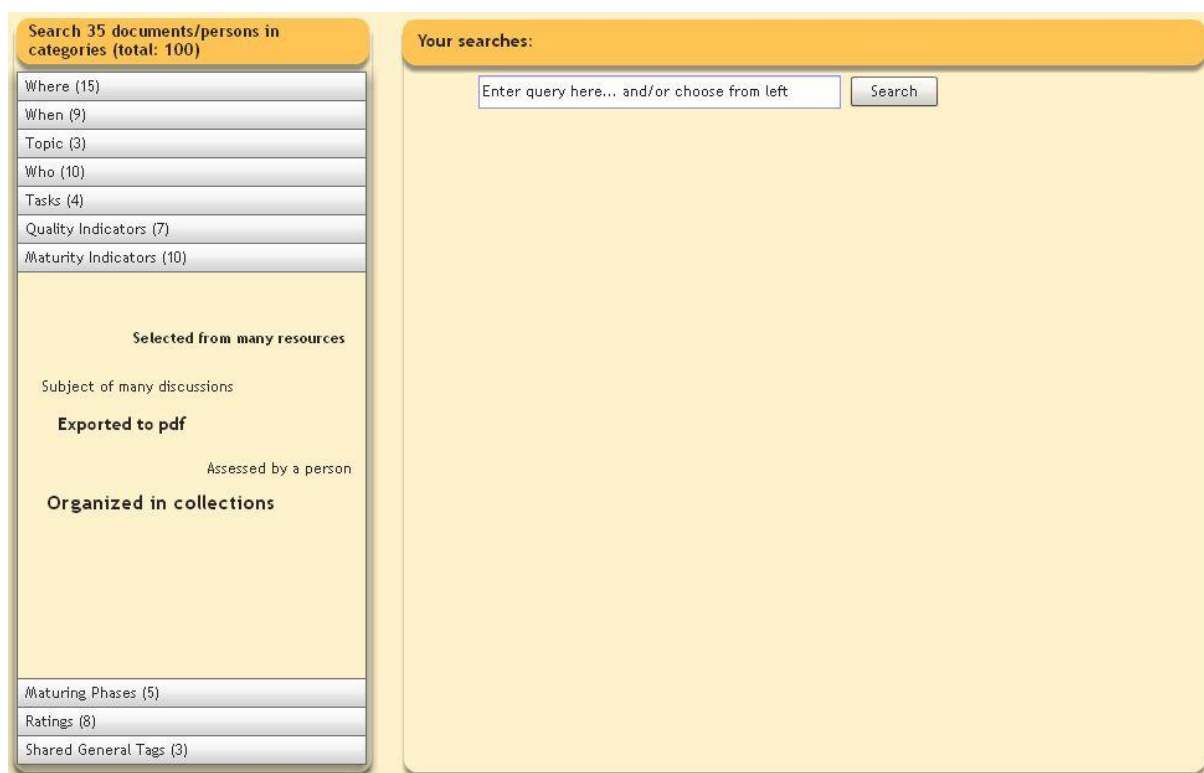 Search 35 documents/persons in
categories (total: 100)
Where (15)
When (9)
Topic (3)
Who (10)
Tasks (4)
Quality Indicators (7)
Maturity Indicators (10)
Selected from many resources
Subject of many discussions
Exported to pdf
Assessed by a person
Organized in collections
Maturing Phases (5)
Ratings (8)
Shared General Tags (3)
Your searches:
Enter query here... and/or choose from left
Search